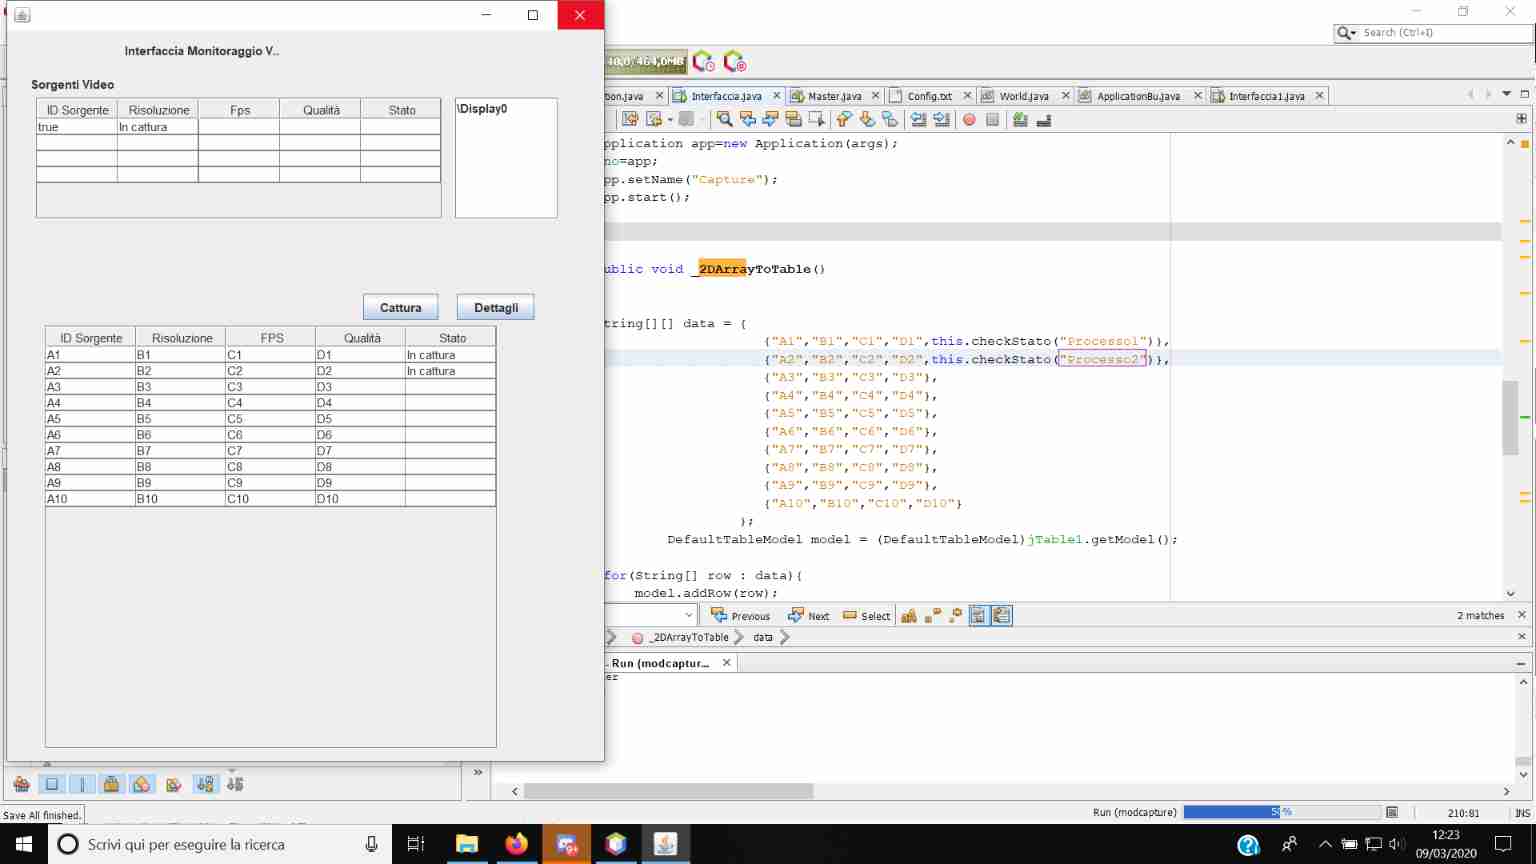 Interfaccia Monitoraggio V..
Sorgenti Video
ID Sorgente Risoluzione Fps Qualità Stato
true In cattura
\Display0
Cattura Dettagli
ID Sorgente Risoluzione FPS Qualità Stato
A1 B1 C1 D1 In cattura
A2 B2 C2 D2 In cattura
A3 B3 C3 D3
A4 B4 C4 D4
A5 B5 C5 D5
A6 B6 C6 D6
A7 B7 C7 D7
A8 B8 C8 D8
A9 B9 C9 D9
A10 B10 C10 D10
Search (Ctrl+I)
40,0/464,0MB
tion.java Interfaccia.java Master.java Config.txt World.java ApplicationBu.java Interfaccia1.java
pplication app=new Application(args);
no=app;
pp.setName("Capture");
pp.start();
ublic void _2DArrayToTable()
tring[][] data = {
{"A1","B1","C1","D1",this.checkStato("Processo1")},
{"A2","B2","C2","D2",this.checkStato("Processo2")},
{"A3","B3","C3","D3"},
{"A4","B4","C4","D4"},
{"A5","B5","C5","D5"},
{"A6","B6","C6","D6"},
{"A7","B7","C7","D7"},
{"A8","B8","C8","D8"},
{"A9","B9","C9","D9"},
{"A10","B10","C10","D10"}
};
DefaultTableModel model = (DefaultTableModel)jTable1.getModel();
for(String[] row : data){
model.addRow(row);
Previous Next Select 2 matches
_2DArrayToTable data
Run (modcaptur...
er
Save All finished.
Run (modcapture) 210:81 INS
Scrivi qui per eseguire la ricerca
12:23
09/03/2020